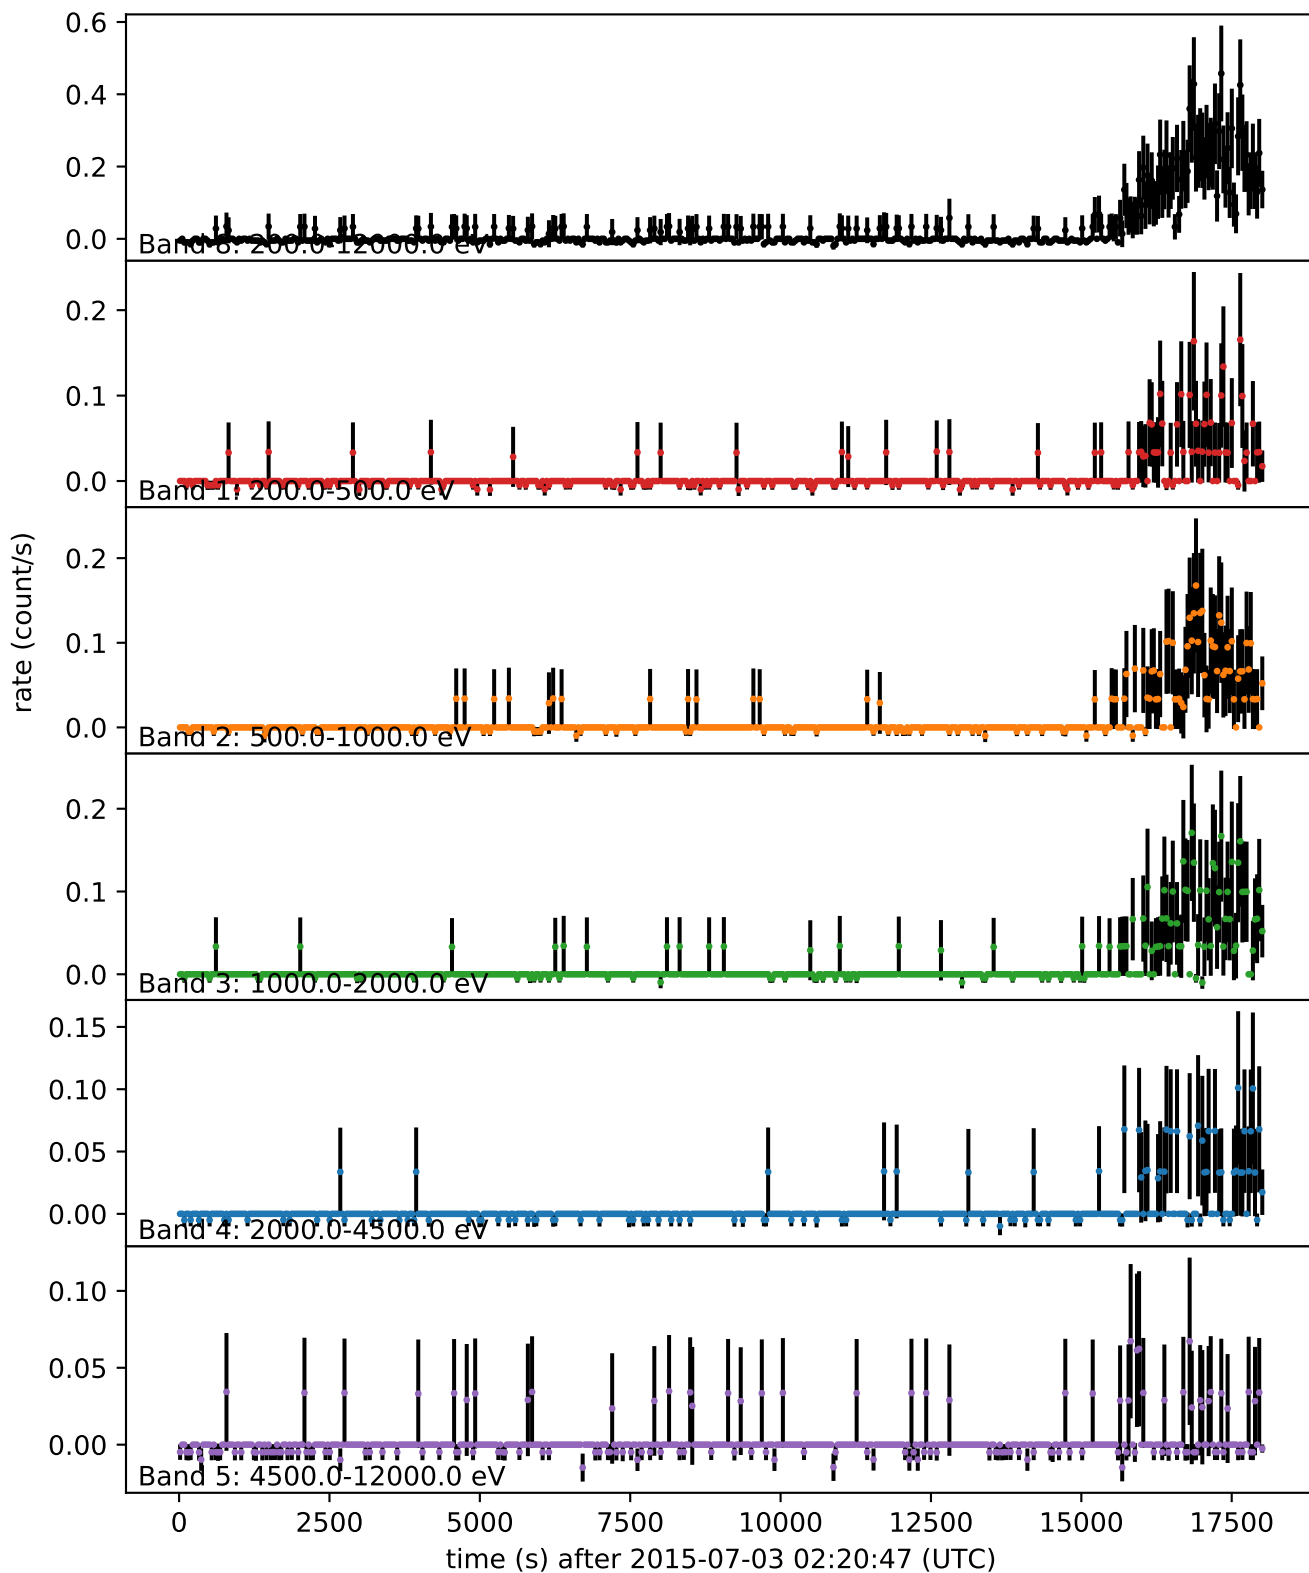 0.6
0.4
0.2
0.0
Band 8: 200.0-12000.0 eV
0.2
0.1
0.0
Band 1: 200.0-500.0 eV
rate (count/s)
0.2
0.1
0.0
Band 2: 500.0-1000.0 eV
0.2
0.1
0.0
Band 3: 1000.0-2000.0 eV
0.15
0.10
0.05
0.00
Band 4: 2000.0-4500.0 eV
0.10
0.05
0.00
Band 5: 4500.0-12000.0 eV
0 2500 5000 7500 10000 12500 15000 17500
time (s) after 2015-07-03 02:20:47 (UTC)